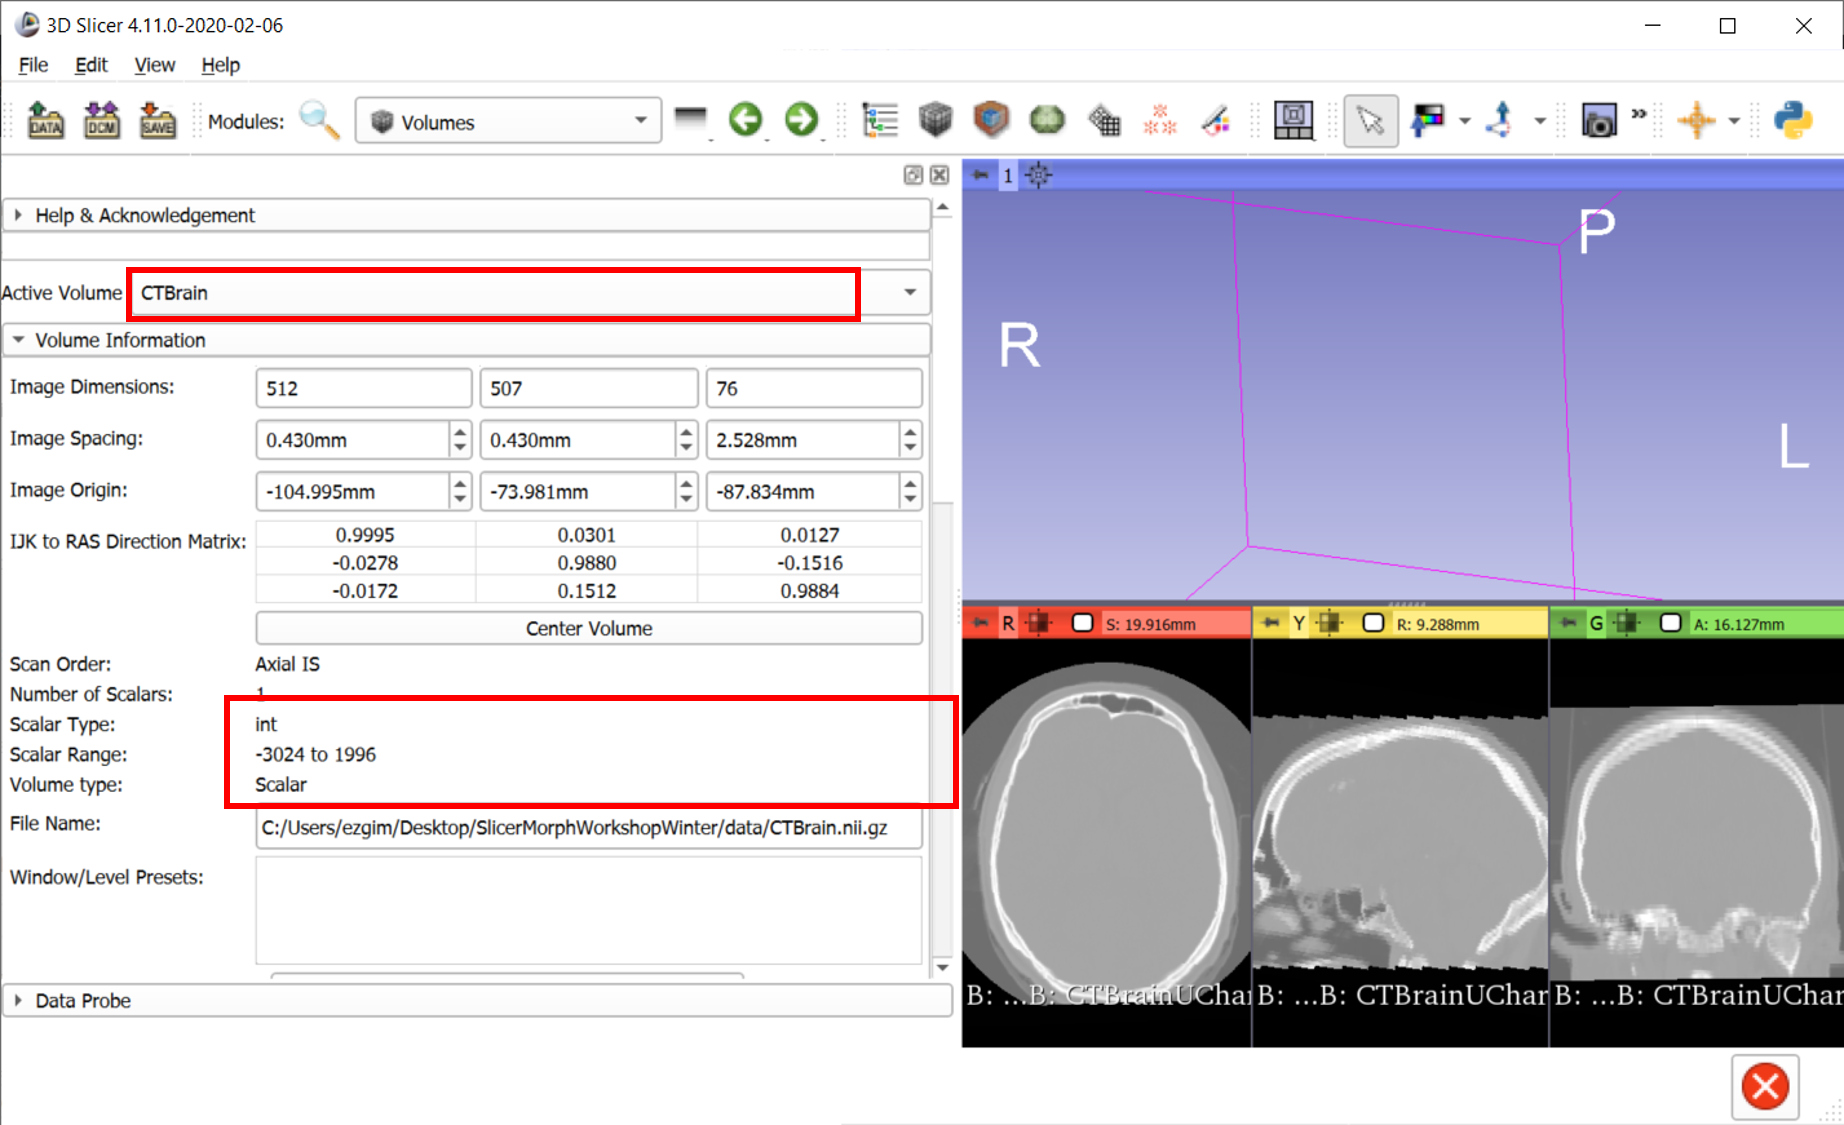 3D Slicer 4.11.0-2020-02-06
File Edit View Help
DATA DCM SAVE Modules: Volumes »
1
Help & Acknowledgement
Active Volume CTBrain
Volume Information
Image Dimensions: 512 507 76
Image Spacing: 0.430mm 0.430mm 2.528mm
Image Origin: -104.995mm -73.981mm -87.834mm
IJK to RAS Direction Matrix: 0.9995 0.0301 0.0127
-0.0278 0.9880 -0.1516
-0.0172 0.1512 0.9884
Center Volume
Scan Order: Axial IS
Number of Scalars: 1
Scalar Type: int
Scalar Range: -3024 to 1996
Volume type: Scalar
File Name: C:/Users/ezgim/Desktop/SlicerMorphWorkshopWinter/data/CTBrain.nii.gz
Window/Level Presets:
Data Probe
P
R
L
R S: 19.916mm
Y R: 9.288mm
G A: 16.127mm
B: ...B: CTBrainUChar
B: ...B: CTBrainUChar
B: ...B: CTBrainUChar